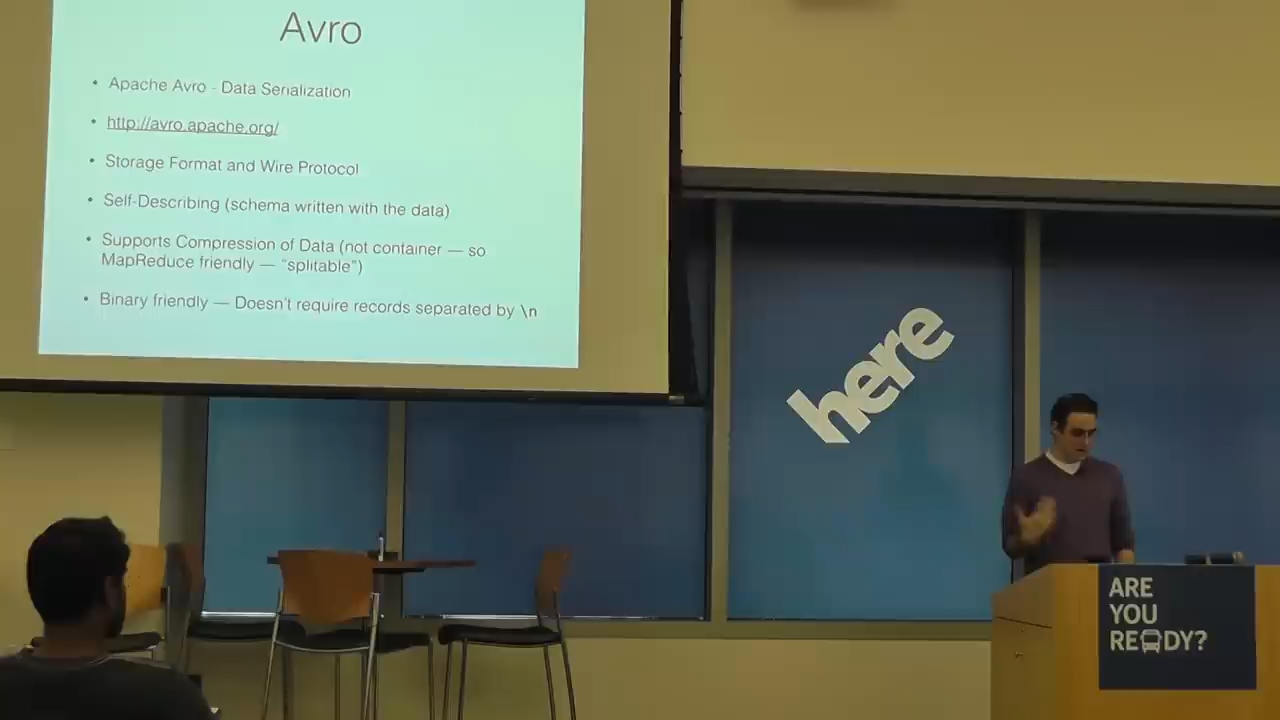 Avro
• Apache Avro - Data Serialization
• http://avro.apache.org/
• Storage Format and Wire Protocol
• Self-Describing (schema written with the data)
• Supports Compression of Data (not container — so
MapReduce friendly — “splitable”)
• Binary friendly — Doesn't require records separated by \n
here
ARE
YOU
READY?